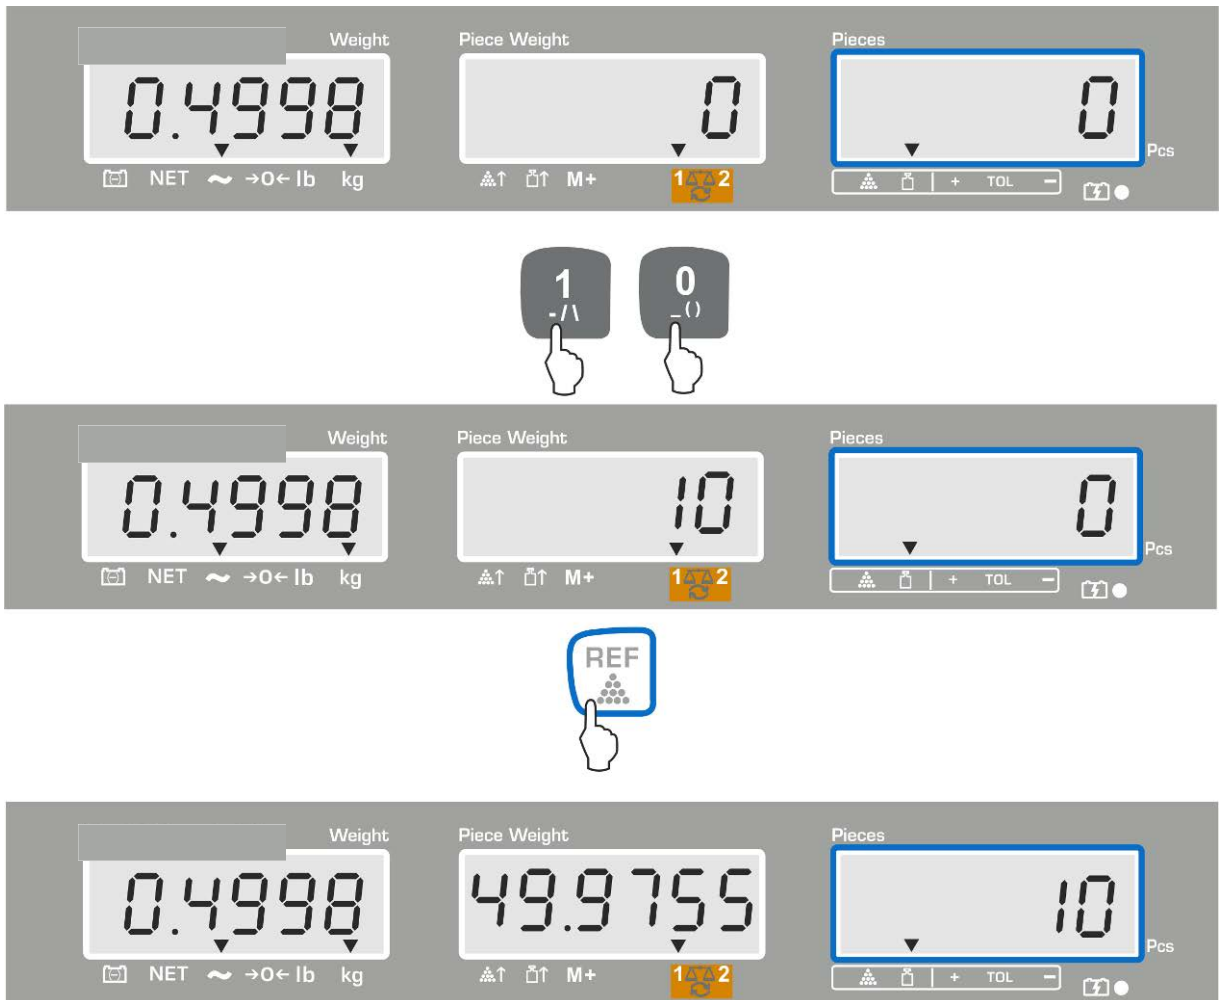 Weight Piece Weight Pieces
0.4998 0 0
Pcs
NET ~ →0← lb kg ↑ ↑ M+ 1 2 + TOL −
1 0
-/\ _()
Weight Piece Weight Pieces
0.4998 10 0
Pcs
NET ~ →0← lb kg ↑ ↑ M+ 1 2 + TOL −
REF
Weight Piece Weight Pieces
0.4998 49.9755 10
Pcs
NET ~ →0← lb kg ↑ ↑ M+ 1 2 + TOL −